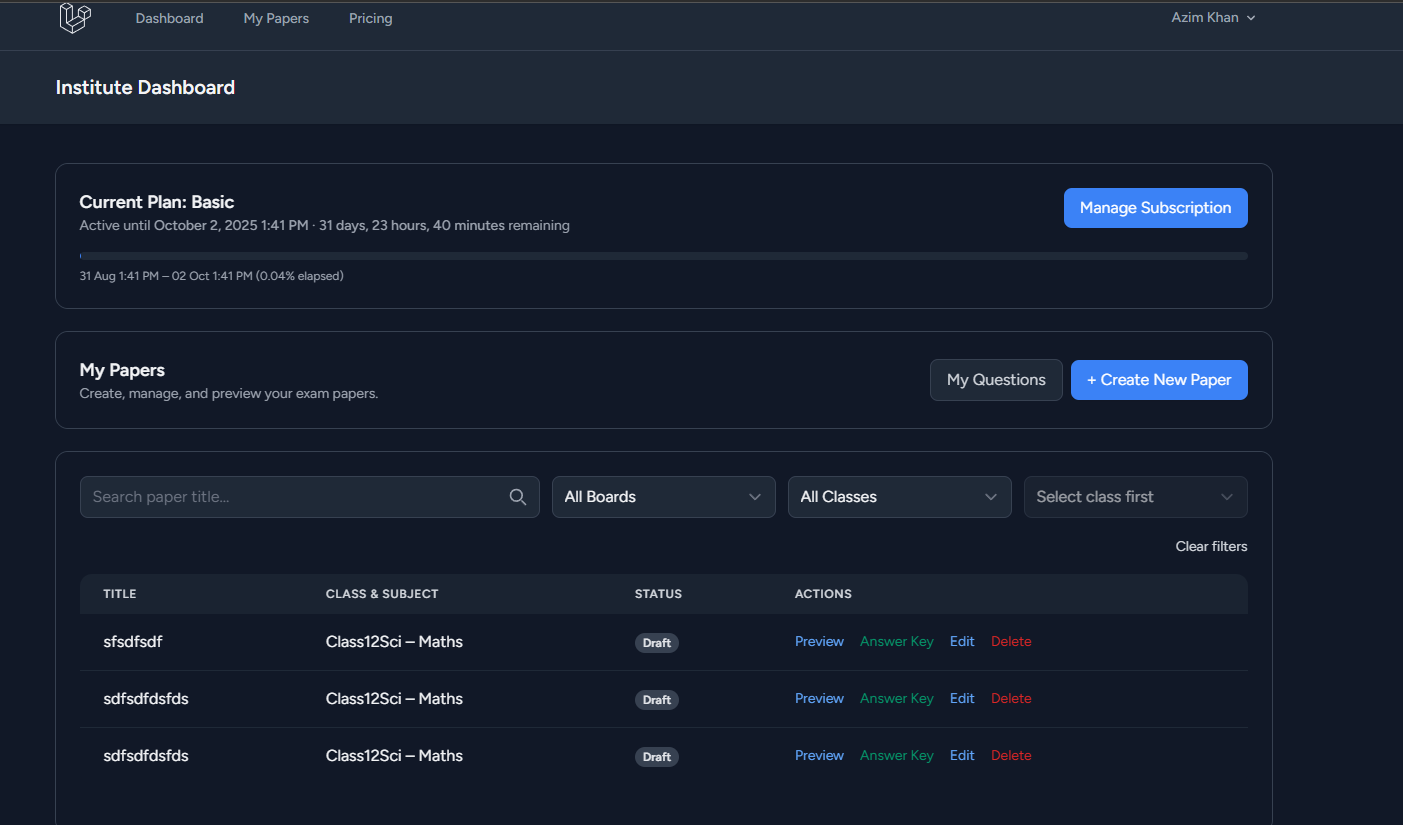 Dashboard My Papers Pricing Azim Khan
Institute Dashboard
Current Plan: Basic
Manage Subscription
Active until October 2, 2025 1:41 PM · 31 days, 23 hours, 40 minutes remaining
31 Aug 1:41 PM – 02 Oct 1:41 PM (0.04% elapsed)
My Papers
Create, manage, and preview your exam papers.
My Questions + Create New Paper
Search paper title... All Boards All Classes Select class first
Clear filters
TITLE CLASS & SUBJECT STATUS ACTIONS
sfsdfsdf Class12Sci – Maths Draft Preview Answer Key Edit Delete
sdfsdfdsfds Class12Sci – Maths Draft Preview Answer Key Edit Delete
sdfsdfdsfds Class12Sci – Maths Draft Preview Answer Key Edit Delete